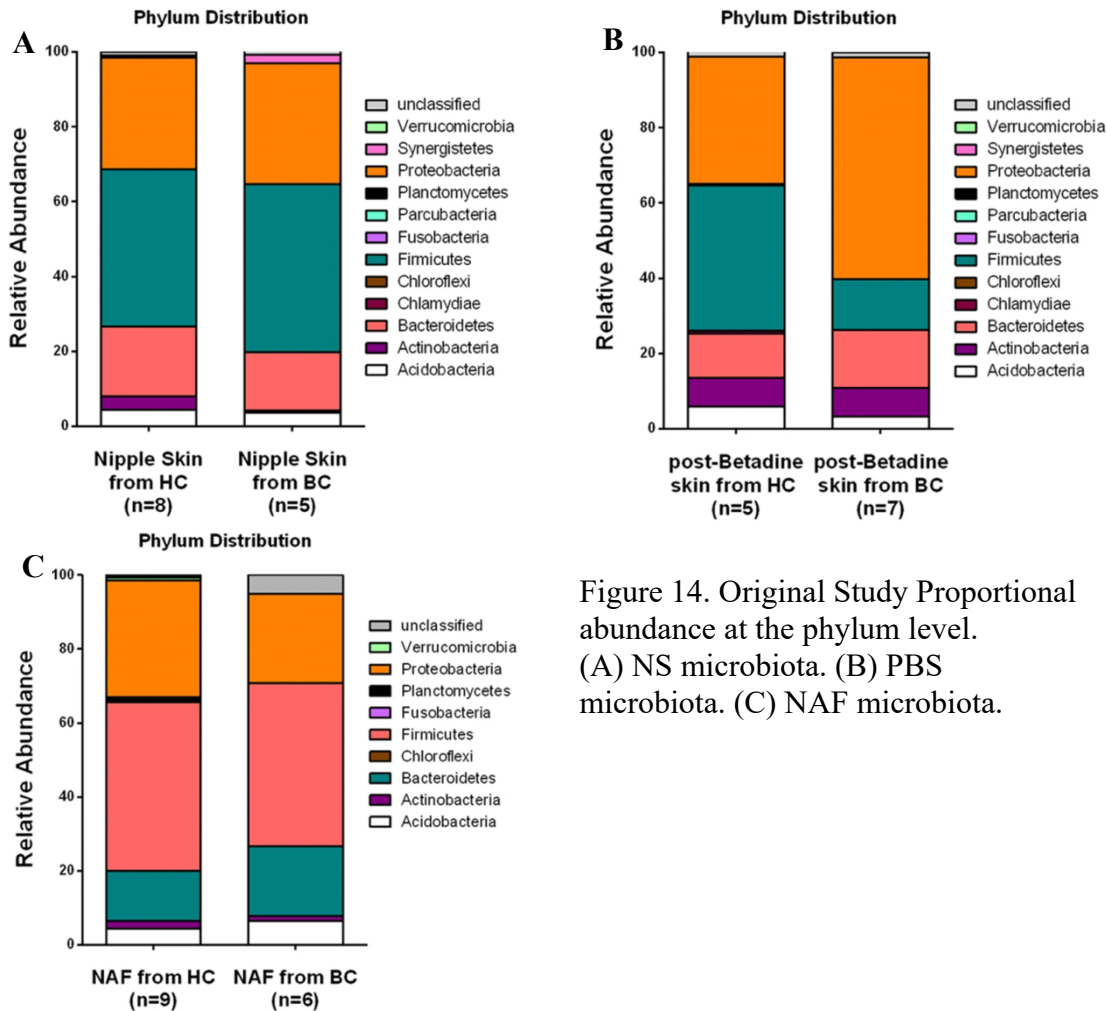 Phylum Distribution
A
Relative Abundance
100
80
60
40
20
0
unclassified
Verrucomicrobia
Synergistetes
Proteobacteria
Planctomycetes
Parcubacteria
Fusobacteria
Firmicutes
Chloroflexi
Chlamydiae
Bacteroidetes
Actinobacteria
Acidobacteria
Nipple Skin
from HC
(n=8)
Nipple Skin
from BC
(n=5)
Phylum Distribution
B
Relative Abundance
100
80
60
40
20
0
unclassified
Verrucomicrobia
Synergistetes
Proteobacteria
Planctomycetes
Parcubacteria
Fusobacteria
Firmicutes
Chloroflexi
Chlamydiae
Bacteroidetes
Actinobacteria
Acidobacteria
post-Betadine
skin from HC
(n=5)
post-Betadine
skin from BC
(n=7)
Phylum Distribution
C
Relative Abundance
100
80
60
40
20
0
unclassified
Verrucomicrobia
Proteobacteria
Planctomycetes
Fusobacteria
Firmicutes
Chloroflexi
Bacteroidetes
Actinobacteria
Acidobacteria
NAF from HC
(n=9)
NAF from BC
(n=6)
Figure 14. Original Study Proportional
abundance at the phylum level.
(A) NS microbiota. (B) PBS
microbiota. (C) NAF microbiota.